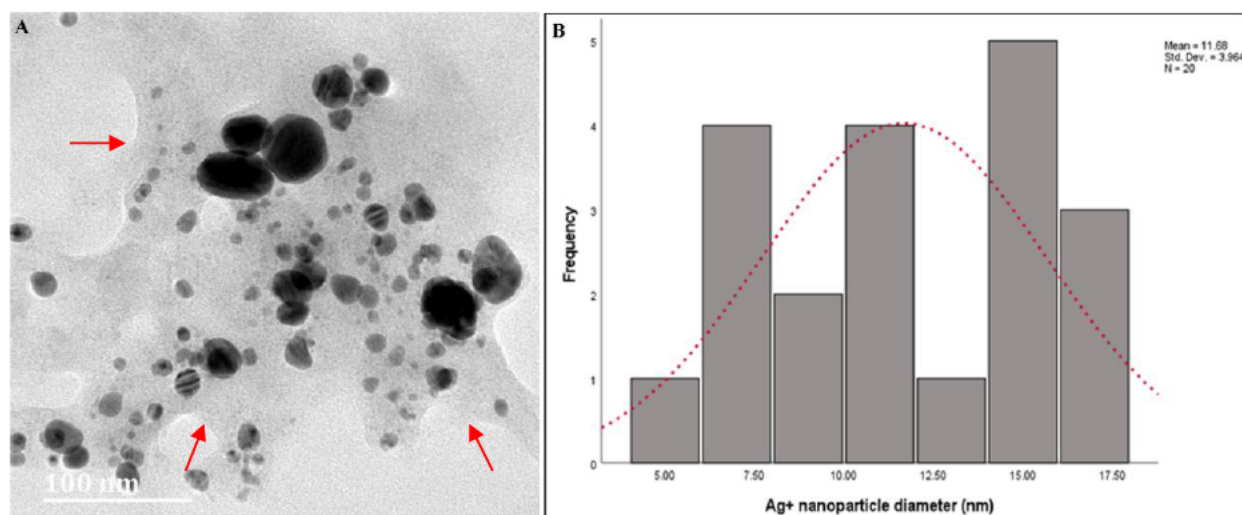 A
100 nm
B
Mean = 11.68
Std. Dev. = 3.964
N = 20
Frequency
5
4
3
2
1
0
5.00 7.50 10.00 12.50 15.00 17.50
Ag+ nanoparticle diameter (nm)